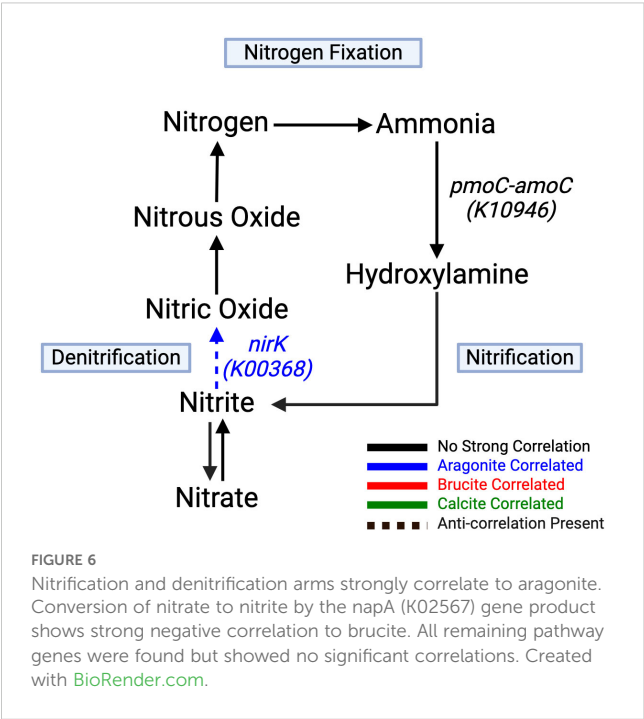 Nitrogen Fixation
Nitrogen
Ammonia
pmoC-amoC
(K10946)
Nitrous Oxide
Hydroxylamine
Nitric Oxide
Denitrification
nirK
(K00368)
Nitrification
Nitrite
Nitrate
No Strong Correlation
Aragonite Correlated
Brucite Correlated
Calcite Correlated
Anti-correlation Present
FIGURE 6
Nitrification and denitrification arms strongly correlate to aragonite.
Conversion of nitrate to nitrite by the napA (K02567) gene product
shows strong negative correlation to brucite. All remaining pathway
genes were found but showed no significant correlations. Created
with BioRender.com.